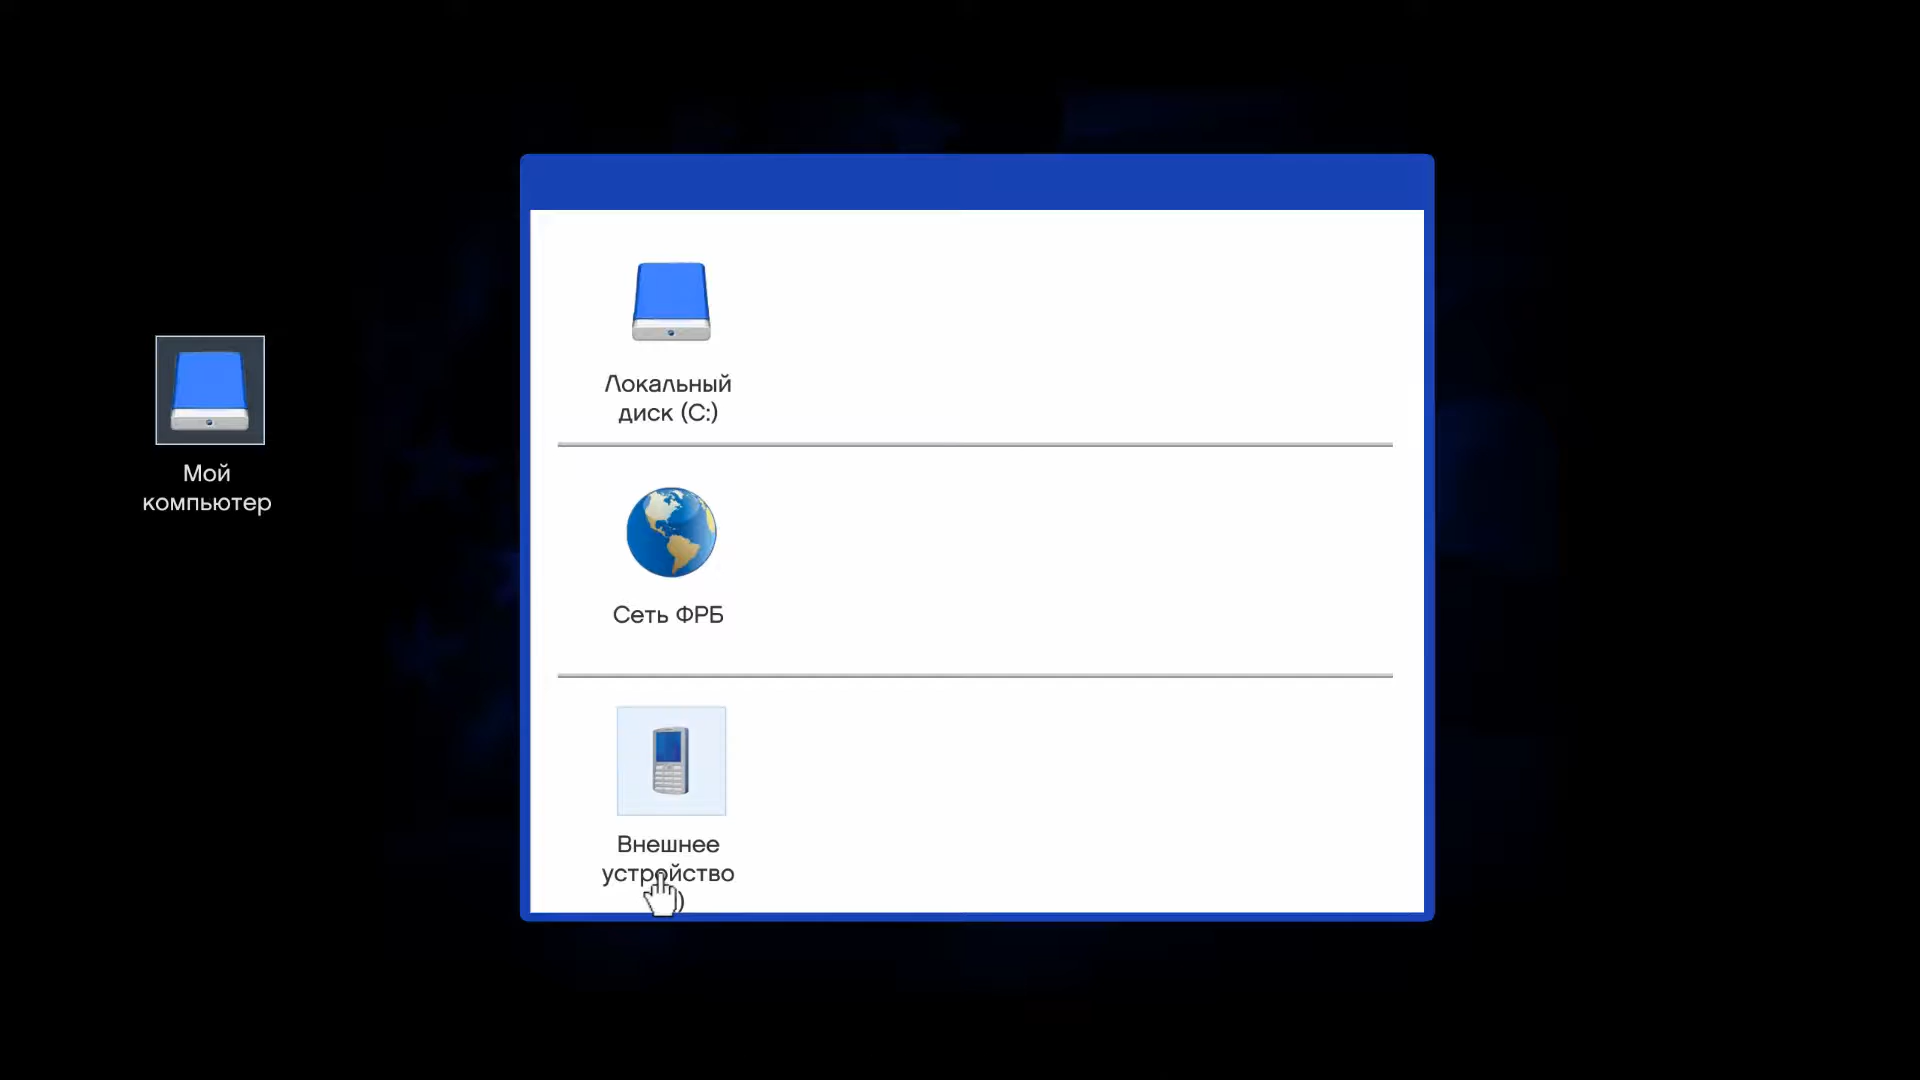 Мой
компьютер
Локальный
диск (C:)
Сеть ФРБ
Внешнее
устройство
)